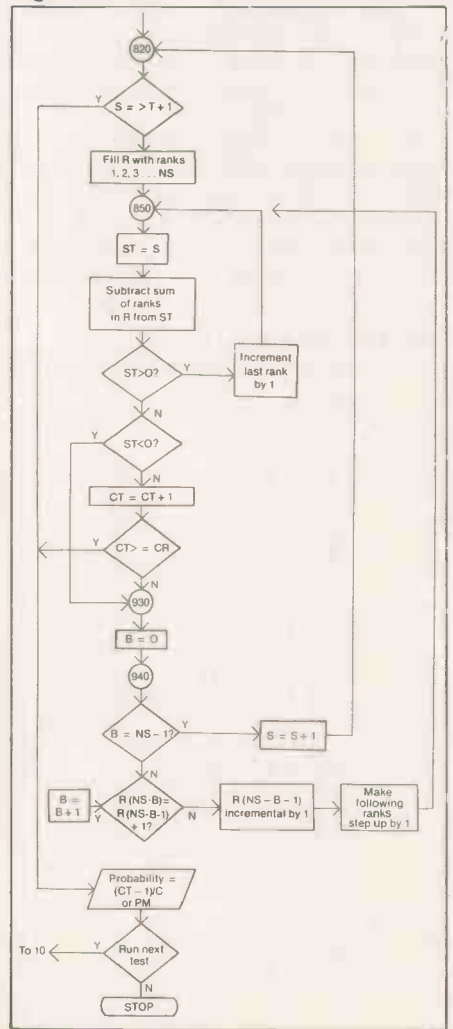 820
Y
S = > T + 1
Fill R with ranks
1, 2, 3 . . . NS
850
ST = S
Subtract sum
of ranks
in R from ST
ST>O?
Y
Increment
last rank
by 1
N
Y
ST<O?
N
CT = CT + 1
Y
CT> = CR
N
930
B = O
940
B = NS - 1?
Y
S = S + 1
N
B =
B + 1
Y
R (NS-B)=
R(NS-B-1)
+ 1?
N
R (NS - B - 1)
incremental by 1
Make
following
ranks
step up by 1
Probability =
(CT - 1)/C
or PM
To 10
Y
Run next
test
N
STOP